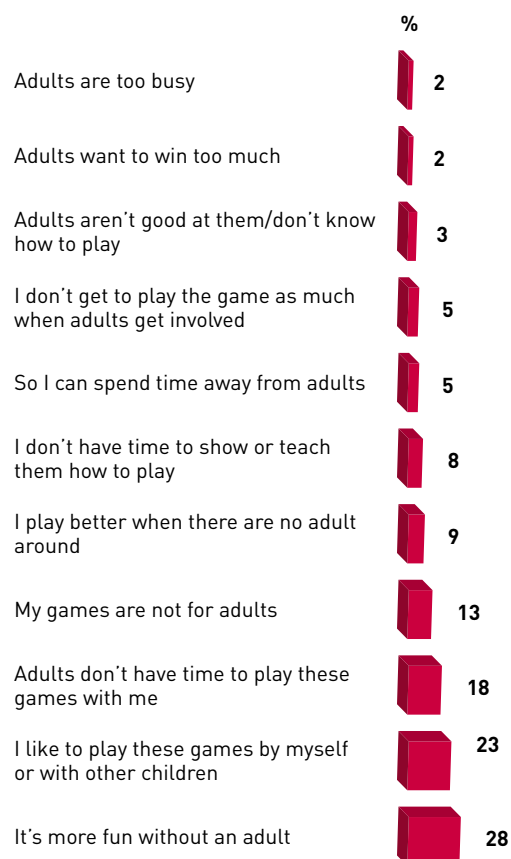 %
Adults are too busy 2
Adults want to win too much 2
Adults aren't good at them/don't know
how to play 3
I don't get to play the game as much
when adults get involved 5
So I can spend time away from adults 5
I don't have time to show or teach
them how to play 8
I play better when there are no adult
around 9
My games are not for adults 13
Adults don't have time to play these
games with me 18
I like to play these games by myself
or with other children 23
It's more fun without an adult 28